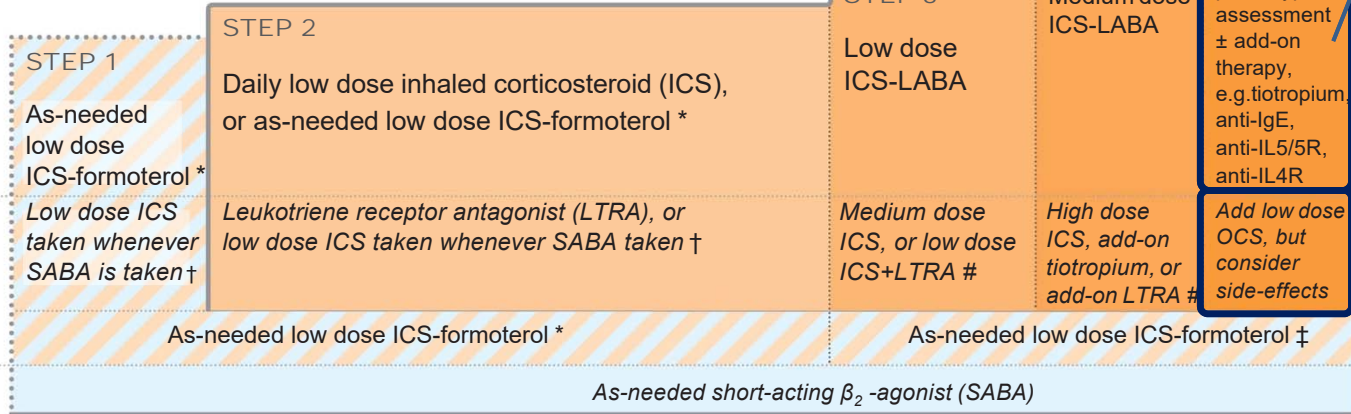 STEP 1
As-needed
low dose
ICS-formoterol *
Low dose ICS
taken whenever
SABA is taken†
STEP 2
Daily low dose inhaled corticosteroid (ICS),
or as-needed low dose ICS-formoterol *
Leukotriene receptor antagonist (LTRA), or
low dose ICS taken whenever SABA taken †
Low dose
ICS-LABA
Medium dose
ICS, or low dose
ICS+LTRA #
Medium dose
ICS-LABA
High dose
ICS, add-on
tiotropium, or
add-on LTRA #
assessment
± add-on
therapy,
e.g.tiotropium,
anti-IgE,
anti-IL5/5R,
anti-IL4R
Add low dose
OCS, but
consider
side-effects
As-needed low dose ICS-formoterol *
As-needed low dose ICS-formoterol ‡
As-needed short-acting β₂ -agonist (SABA)